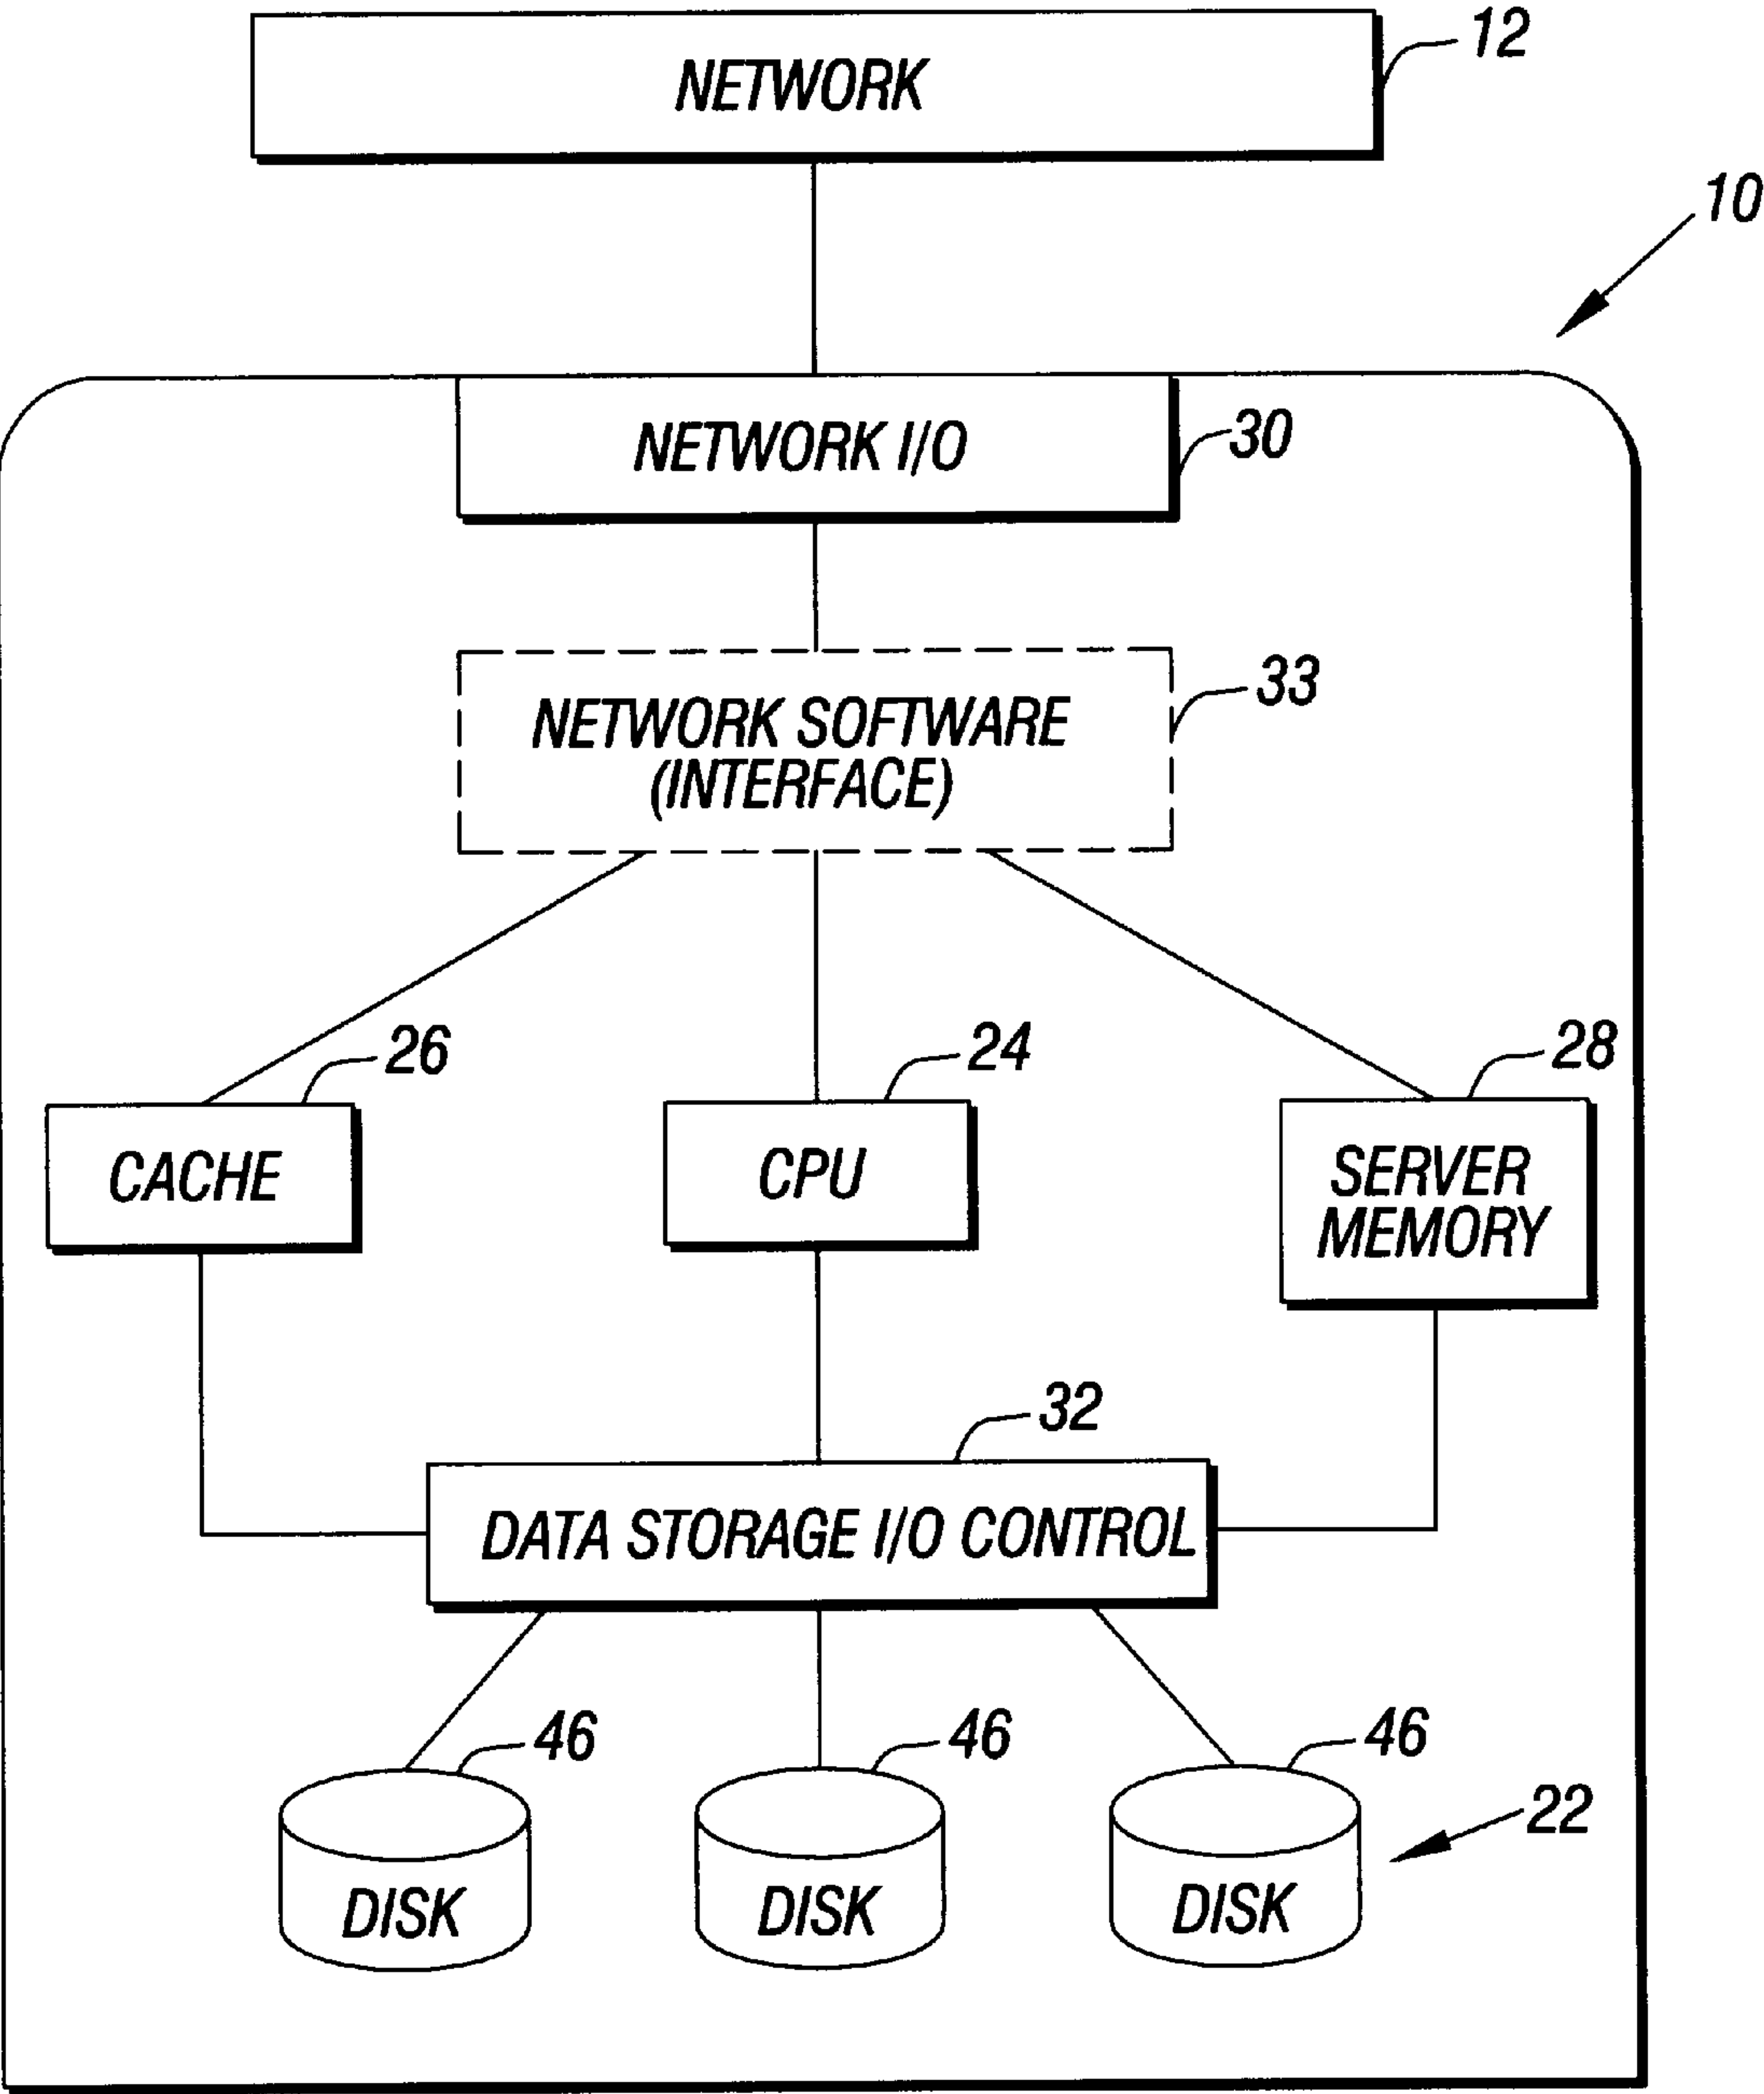 NETWORK
12
10
NETWORK I/O
30
NETWORK SOFTWARE
(INTERFACE)
33
26
24
28
CACHE
CPU
SERVER
MEMORY
32
DATA STORAGE I/O CONTROL
46
46
46
22
DISK
DISK
DISK